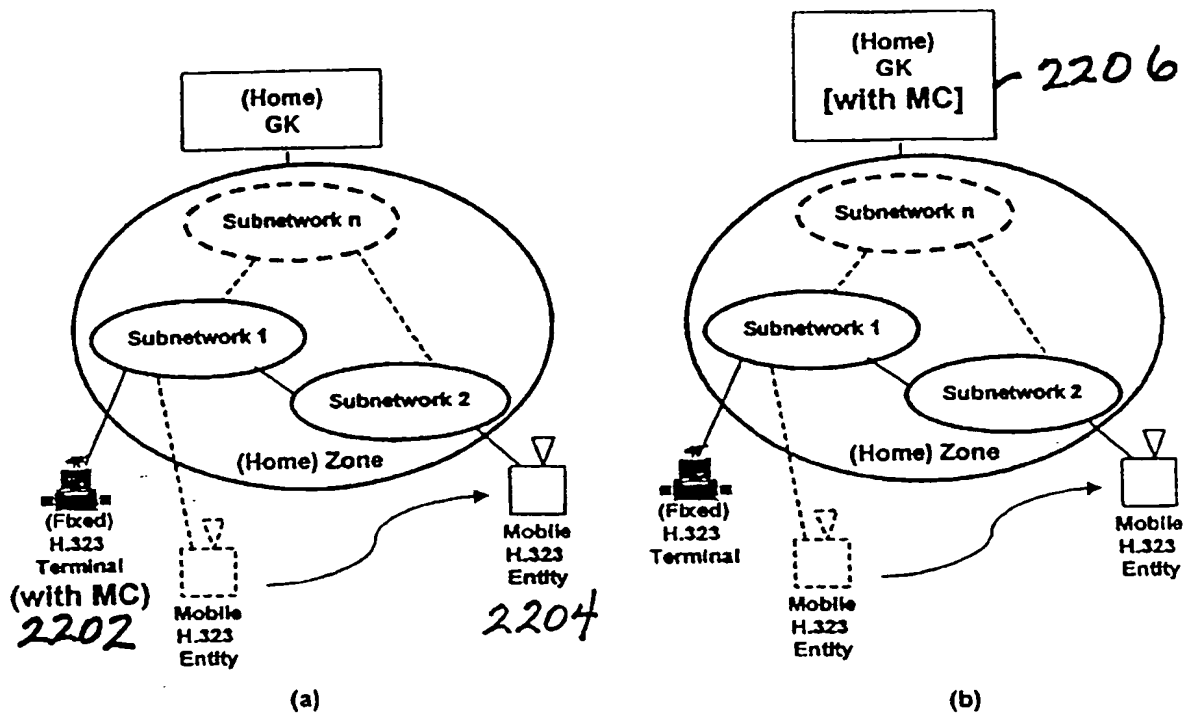 (Home)
GK
Subnetwork n
Subnetwork 1
Subnetwork 2
(Home) Zone
(Fixed)
H.323
Terminal
(with MC)
2202
Mobile
H.323
Entity
Mobile
H.323
Entity
2204
(a)
(Home)
GK
[with MC]
2206
Subnetwork n
Subnetwork 1
Subnetwork 2
(Home) Zone
(Fixed)
H.323
Terminal
Mobile
H.323
Entity
Mobile
H.323
Entity
(b)